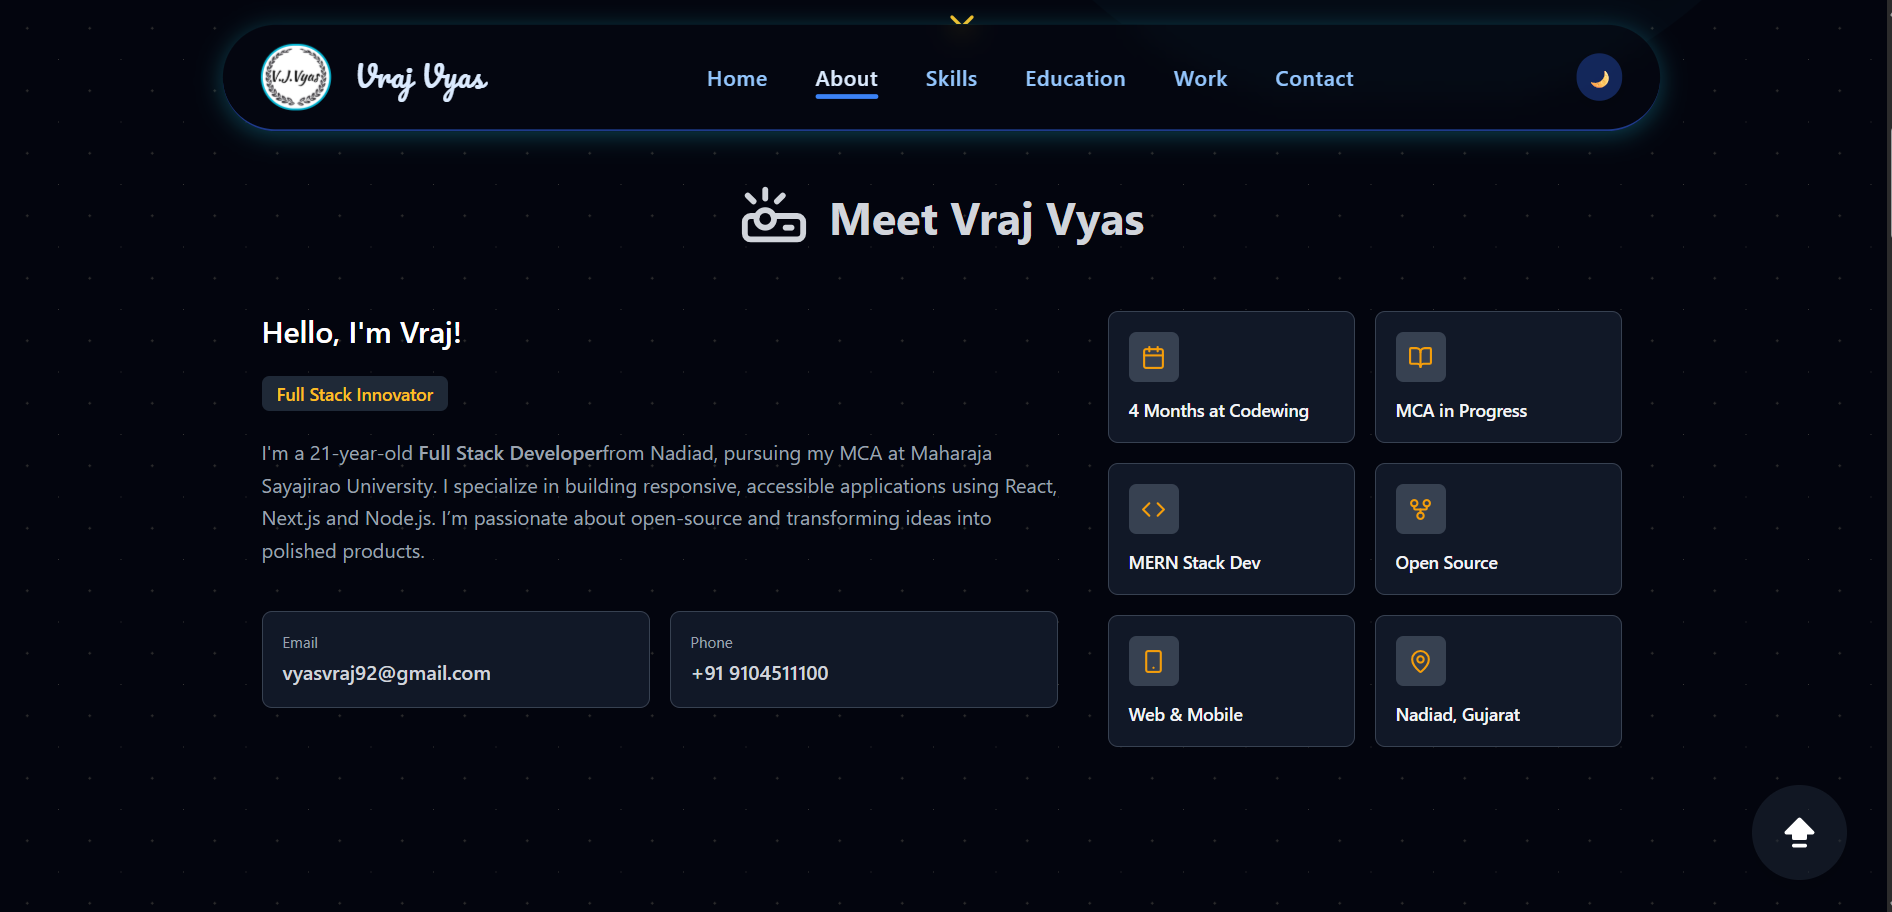 V.J.Vyas
Vraj Vyas
Home
About
Skills
Education
Work
Contact
Meet Vraj Vyas
Hello, I'm Vraj!
Full Stack Innovator
I'm a 21-year-old Full Stack Developerfrom Nadiad, pursuing my MCA at Maharaja
Sayajirao University. I specialize in building responsive, accessible applications using React,
Next.js and Node.js. I’m passionate about open-source and transforming ideas into
polished products.
Email
vyasvraj92@gmail.com
Phone
+91 9104511100
4 Months at Codewing
MCA in Progress
MERN Stack Dev
Open Source
Web & Mobile
Nadiad, Gujarat